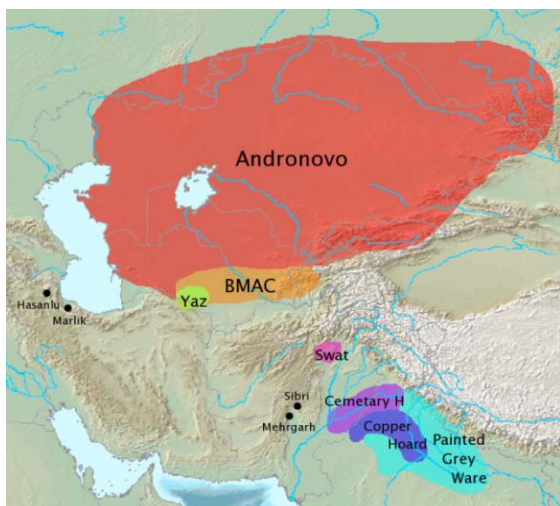 Andronovo
BMAC
Yaz
Hasanlu
Marlik
Swat
Sibri
Mehrgarh
Cemetary H
Copper
Hoard
Painted
Grey
Ware